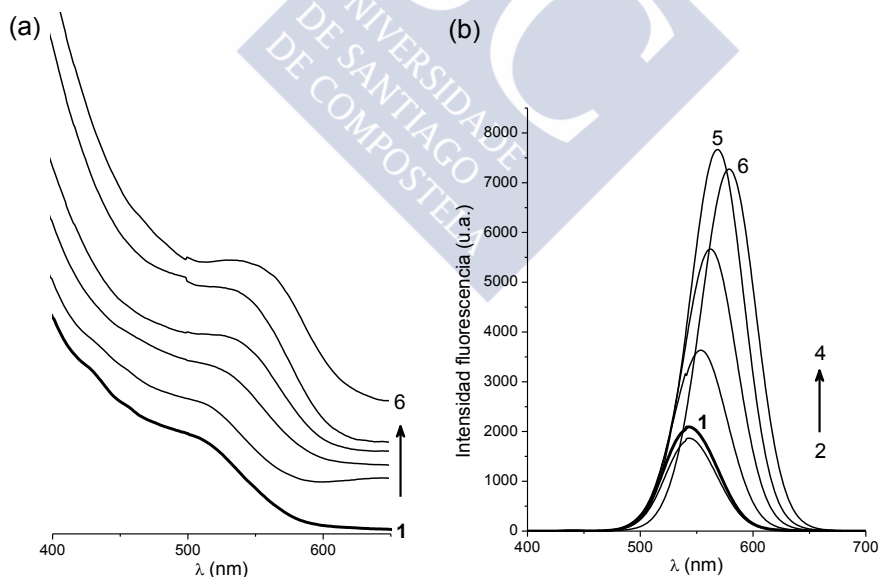 (a)
6
1
400
500
600
λ (nm)
UNIVERSIDADE
DE SANTIAGO
DE COMPOSTELA
(b)
Intensidad fluorescencia (u.a.)
8000
7000
6000
5000
4000
3000
2000
1000
0
5
6
1
4
2
400
500
600
700
λ (nm)